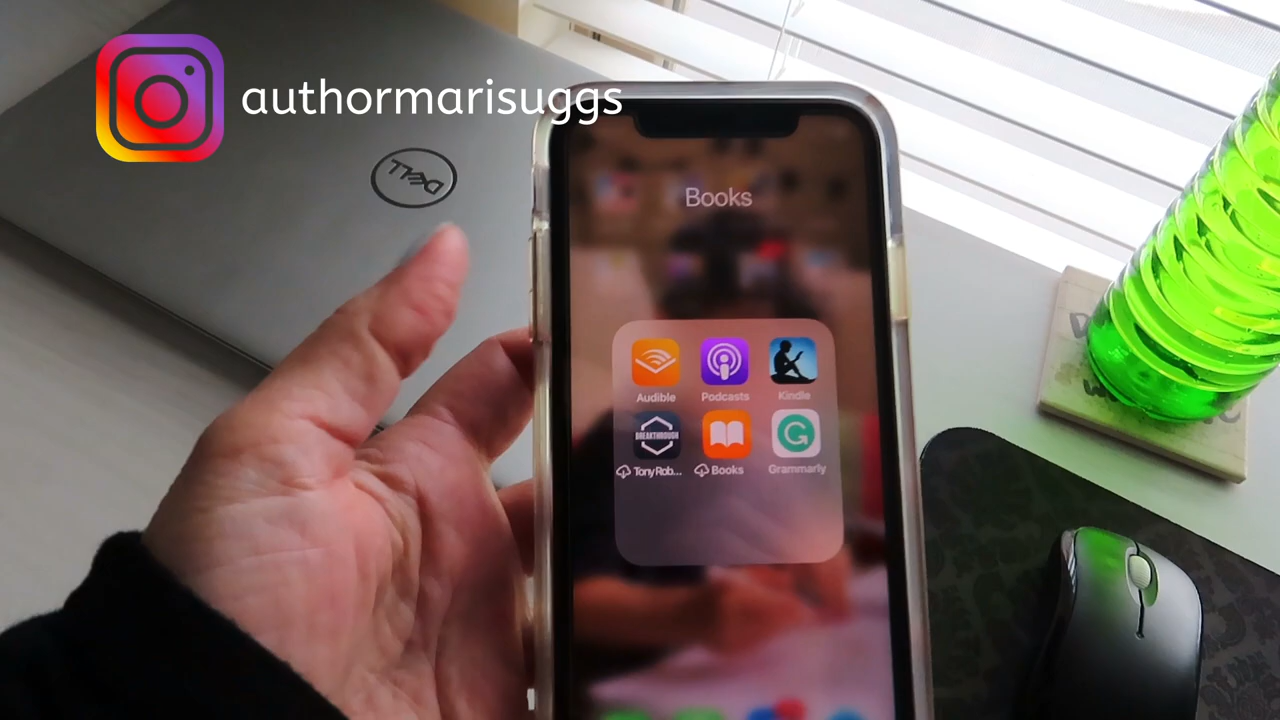 authormarisuggs
DELL
Books
Audible
Podcasts
Kindle
BREAKTHROUGH
Tony Rob...
Books
Grammarly